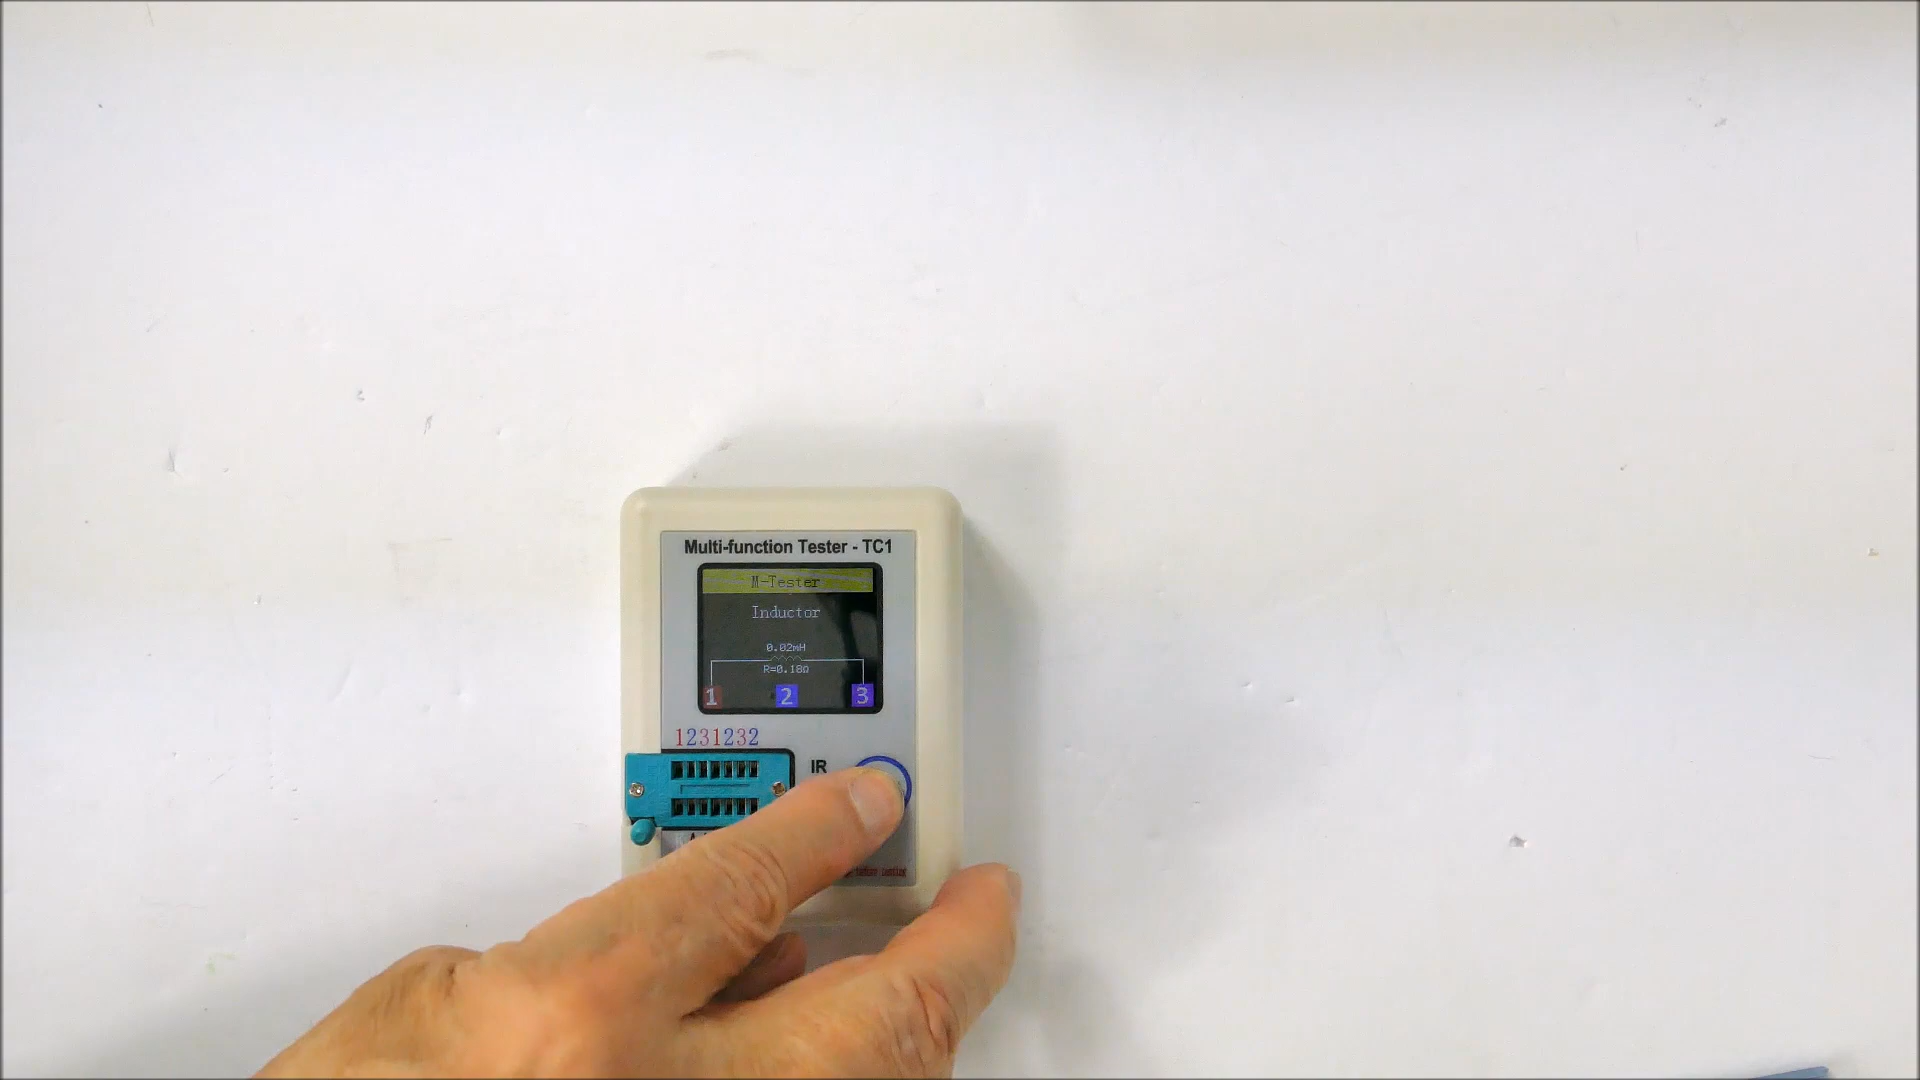 Multi-function Tester - TC1
M-Tester
Inductor
0.02mH
R=0.18Ω
1 2 3
1231232
IR